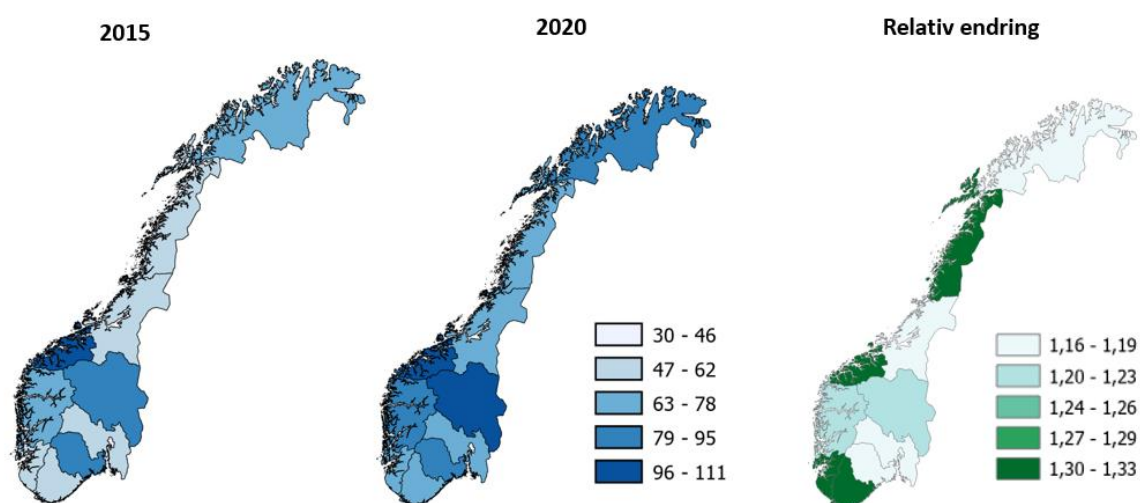 2015
2020
Relativ endring
30 - 46
47 - 62
63 - 78
79 - 95
96 - 111
1,16 - 1,19
1,20 - 1,23
1,24 - 1,26
1,27 - 1,29
1,30 - 1,33